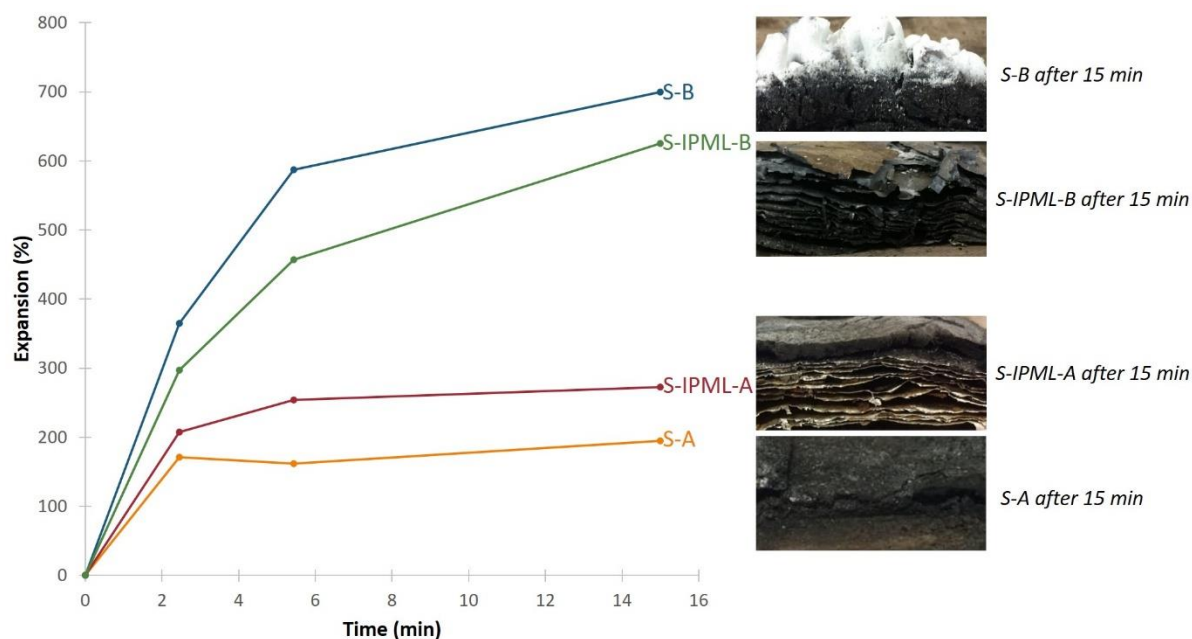 800
700
600
500
400
300
200
100
0
Expansion (%)
0 2 4 6 8 10 12 14 16
Time (min)
S-B
S-IPML-B
S-IPML-A
S-A
S-B after 15 min
S-IPML-B after 15 min
S-IPML-A after 15 min
S-A after 15 min